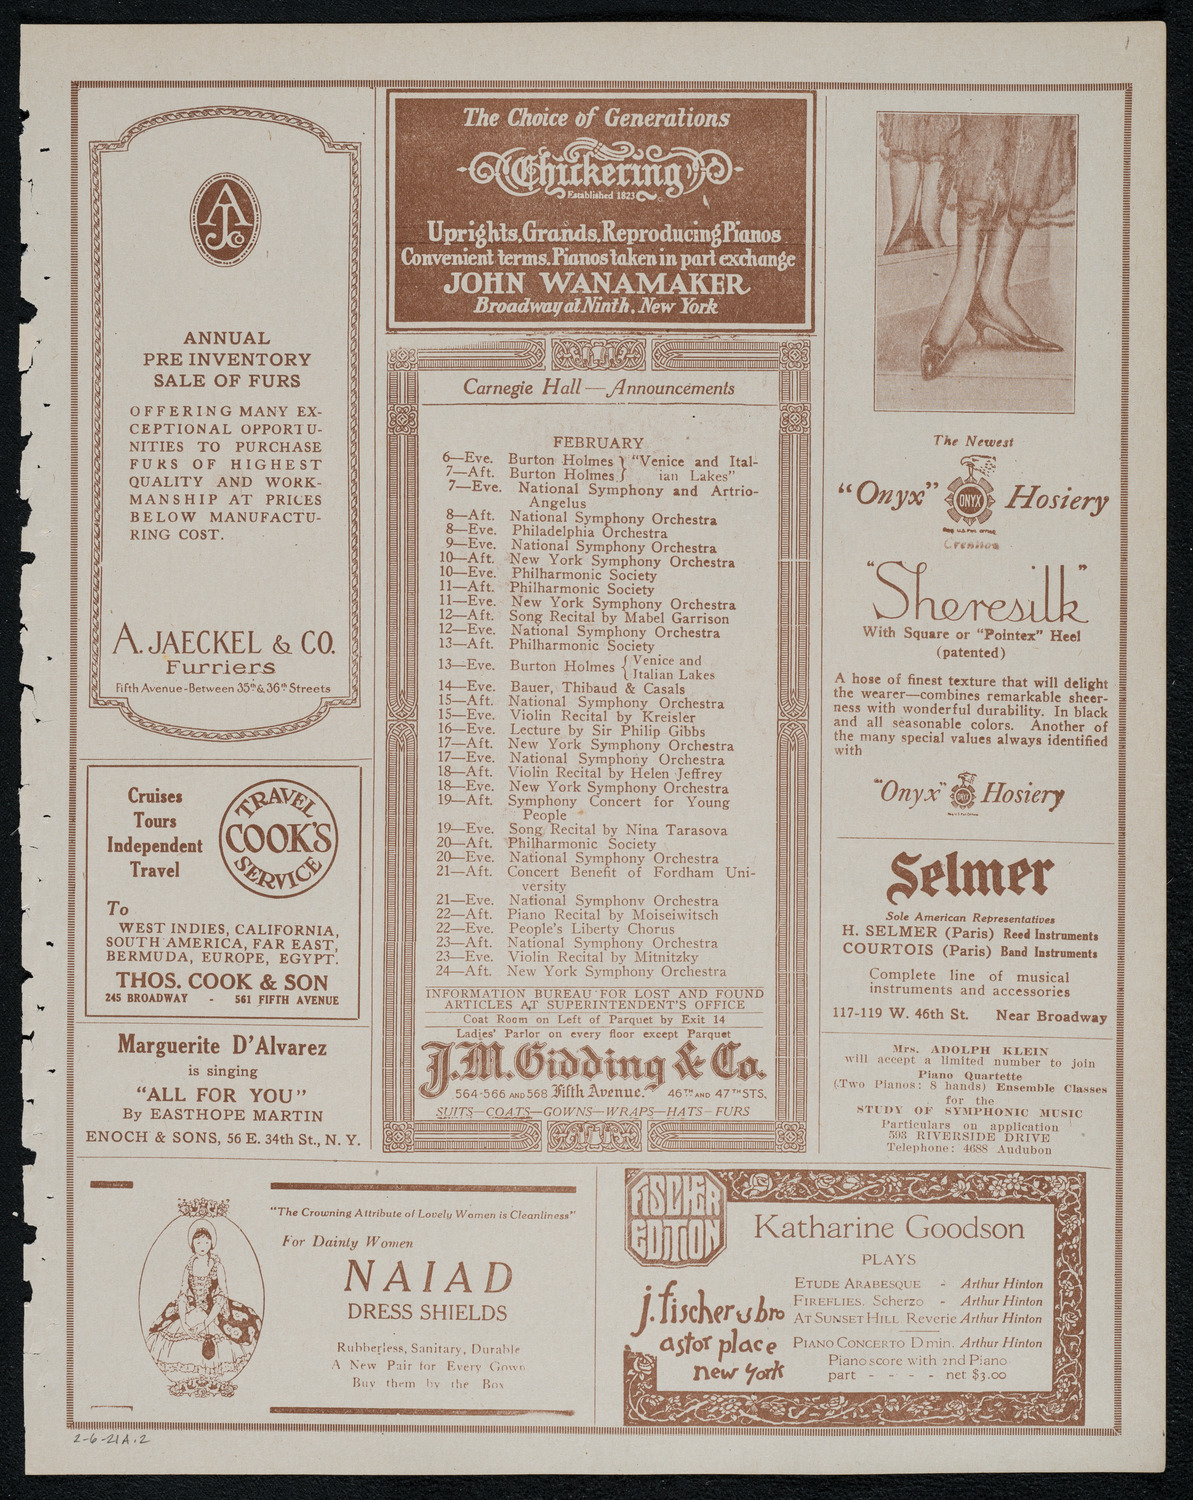 1
AJCo
ANNUAL
PRE INVENTORY
SALE OF FURS
OFFERING MANY EX-
CEPTIONAL OPPORTU-
NITIES TO PURCHASE
FURS OF HIGHEST
QUALITY AND WORK-
MANSHIP AT PRICES
BELOW MANUFACTU-
RING COST.
A. JAECKEL & CO.
Furriers
Fifth Avenue-Between 35th & 36th Streets
Cruises
Tours
Independent
Travel
TRAVEL
COOK'S
SERVICE
To
WEST INDIES, CALIFORNIA,
SOUTH AMERICA, FAR EAST,
BERMUDA, EUROPE, EGYPT.
THOS. COOK & SON
245 BROADWAY - 561 FIFTH AVENUE
Marguerite D'Alvarez
is singing
"ALL FOR YOU"
By EASTHOPE MARTIN
ENOCH & SONS, 56 E. 34th St., N. Y.
The Choice of Generations
Chickering
Established 1823
Uprights, Grands, Reproducing Pianos
Convenient terms. Pianos taken in part exchange
JOHN WANAMAKER
Broadway at Ninth, New York
Carnegie Hall—Announcements
FEBRUARY
6—Eve. Burton Holmes } "Venice and Ital-
7—Aft. Burton Holmes } ian Lakes"
7—Eve. National Symphony and Artrio-
Angelus
8—Aft. National Symphony Orchestra
8—Eve. Philadelphia Orchestra
9—Eve. National Symphony Orchestra
10—Aft. New York Symphony Orchestra
10—Eve. Philharmonic Society
11—Aft. Philharmonic Society
11—Eve. New York Symphony Orchestra
12—Aft. Song Recital by Mabel Garrison
12—Eve. National Symphony Orchestra
13—Aft. Philharmonic Society
13—Eve. Burton Holmes { Venice and
Italian Lakes
14—Eve. Bauer, Thibaud & Casals
15—Aft. National Symphony Orchestra
15—Eve. Violin Recital by Kreisler
16—Eve. Lecture by Sir Philip Gibbs
17—Aft. New York Symphony Orchestra
17—Eve. National Symphony Orchestra
18—Aft. Violin Recital by Helen Jeffrey
18—Eve. New York Symphony Orchestra
19—Aft. Symphony Concert for Young
People
19—Eve. Song Recital by Nina Tarasova
20—Aft. Philharmonic Society
20—Eve. National Symphony Orchestra
21—Aft. Concert Benefit of Fordham Uni-
versity
21—Eve. National Symphony Orchestra
22—Aft. Piano Recital by Moiseiwitsch
22—Eve. People's Liberty Chorus
23—Aft. National Symphony Orchestra
23—Eve. Violin Recital by Mitnitzky
24—Aft. New York Symphony Orchestra
INFORMATION BUREAU FOR LOST AND FOUND
ARTICLES AT SUPERINTENDENT'S OFFICE
Coat Room on Left of Parquet by Exit 14
Ladies' Parlor on every floor except Parquet
J.M. Gidding & Co.
564-566 AND 568 Fifth Avenue. 46TH AND 47TH STS.
SUITS—COATS—GOWNS—WRAPS—HATS—FURS
The Newest
"Onyx" ONYX Hosiery
Reg. U.S. Pat. Office
"Sheresilk"
With Square or "Pointex" Heel
(patented)
A hose of finest texture that will delight
the wearer—combines remarkable sheer-
ness with wonderful durability. In black
and all seasonable colors. Another of
the many special values always identified
with
"Onyx" Hosiery
Selmer
Sole American Representatives
H. SELMER (Paris) Reed Instruments
COURTOIS (Paris) Band Instruments
Complete line of musical
instruments and accessories
117-119 W. 46th St. Near Broadway
Mrs. ADOLPH KLEIN
will accept a limited number to join
Piano Quartette
(Two Pianos: 8 hands) Ensemble Classes
for the
STUDY OF SYMPHONIC MUSIC
Particulars on application
593 RIVERSIDE DRIVE
Telephone: 4688 Audubon
"The Crowning Attribute of Lovely Women is Cleanliness"
For Dainty Women
NAIAD
DRESS SHIELDS
Rubberless, Sanitary, Durable
A New Pair for Every Gown
Buy them by the Box
FISCHER
EDITION
j. fischer & bro
astor place
new york
Katharine Goodson
PLAYS
ETUDE ARABESQUE - Arthur Hinton
FIREFLIES. Scherzo - Arthur Hinton
AT SUNSET HILL Reverie Arthur Hinton
PIANO CONCERTO D min. Arthur Hinton
Piano score with 2nd Piano
part - - - - net $3.00
2-6-21A.2